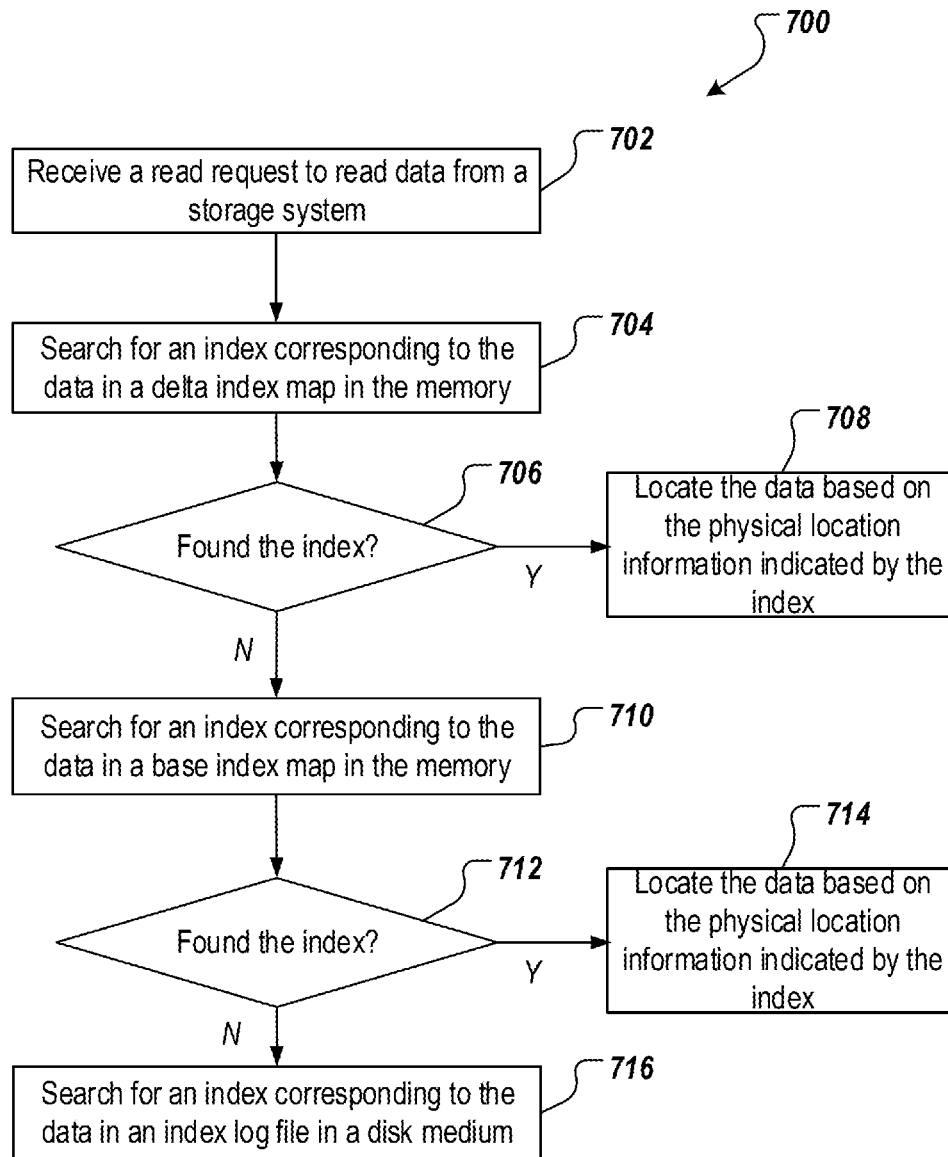 700
702
Receive a read request to read data from a
storage system
704
Search for an index corresponding to the
data in a delta index map in the memory
706
Found the index?
Y
708
Locate the data based on
the physical location
information indicated by the
index
N
710
Search for an index corresponding to the
data in a base index map in the memory
712
Found the index?
Y
714
Locate the data based on
the physical location
information indicated by the
index
N
716
Search for an index corresponding to the
data in an index log file in a disk medium